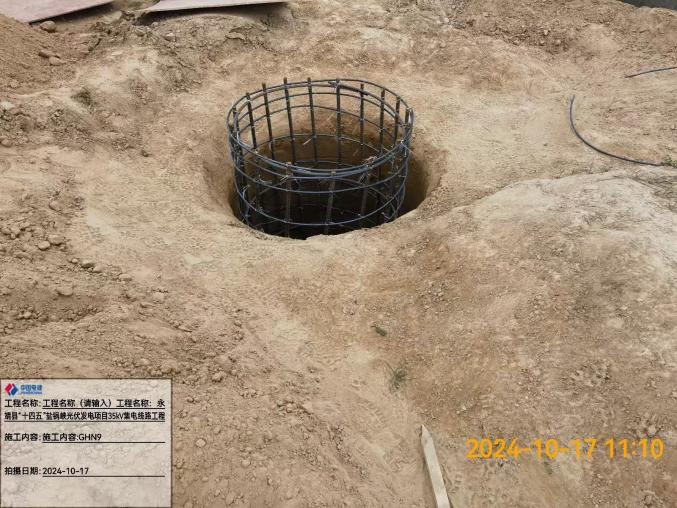 中国电建
工程名称: 工程名称（请输入）工程名称： 永
靖县“十四五”盐锅峡光伏发电项目35kV集电线路工程
施工内容: 施工内容:GHN9
拍摄日期: 2024-10-17
2024-10-17 11:10